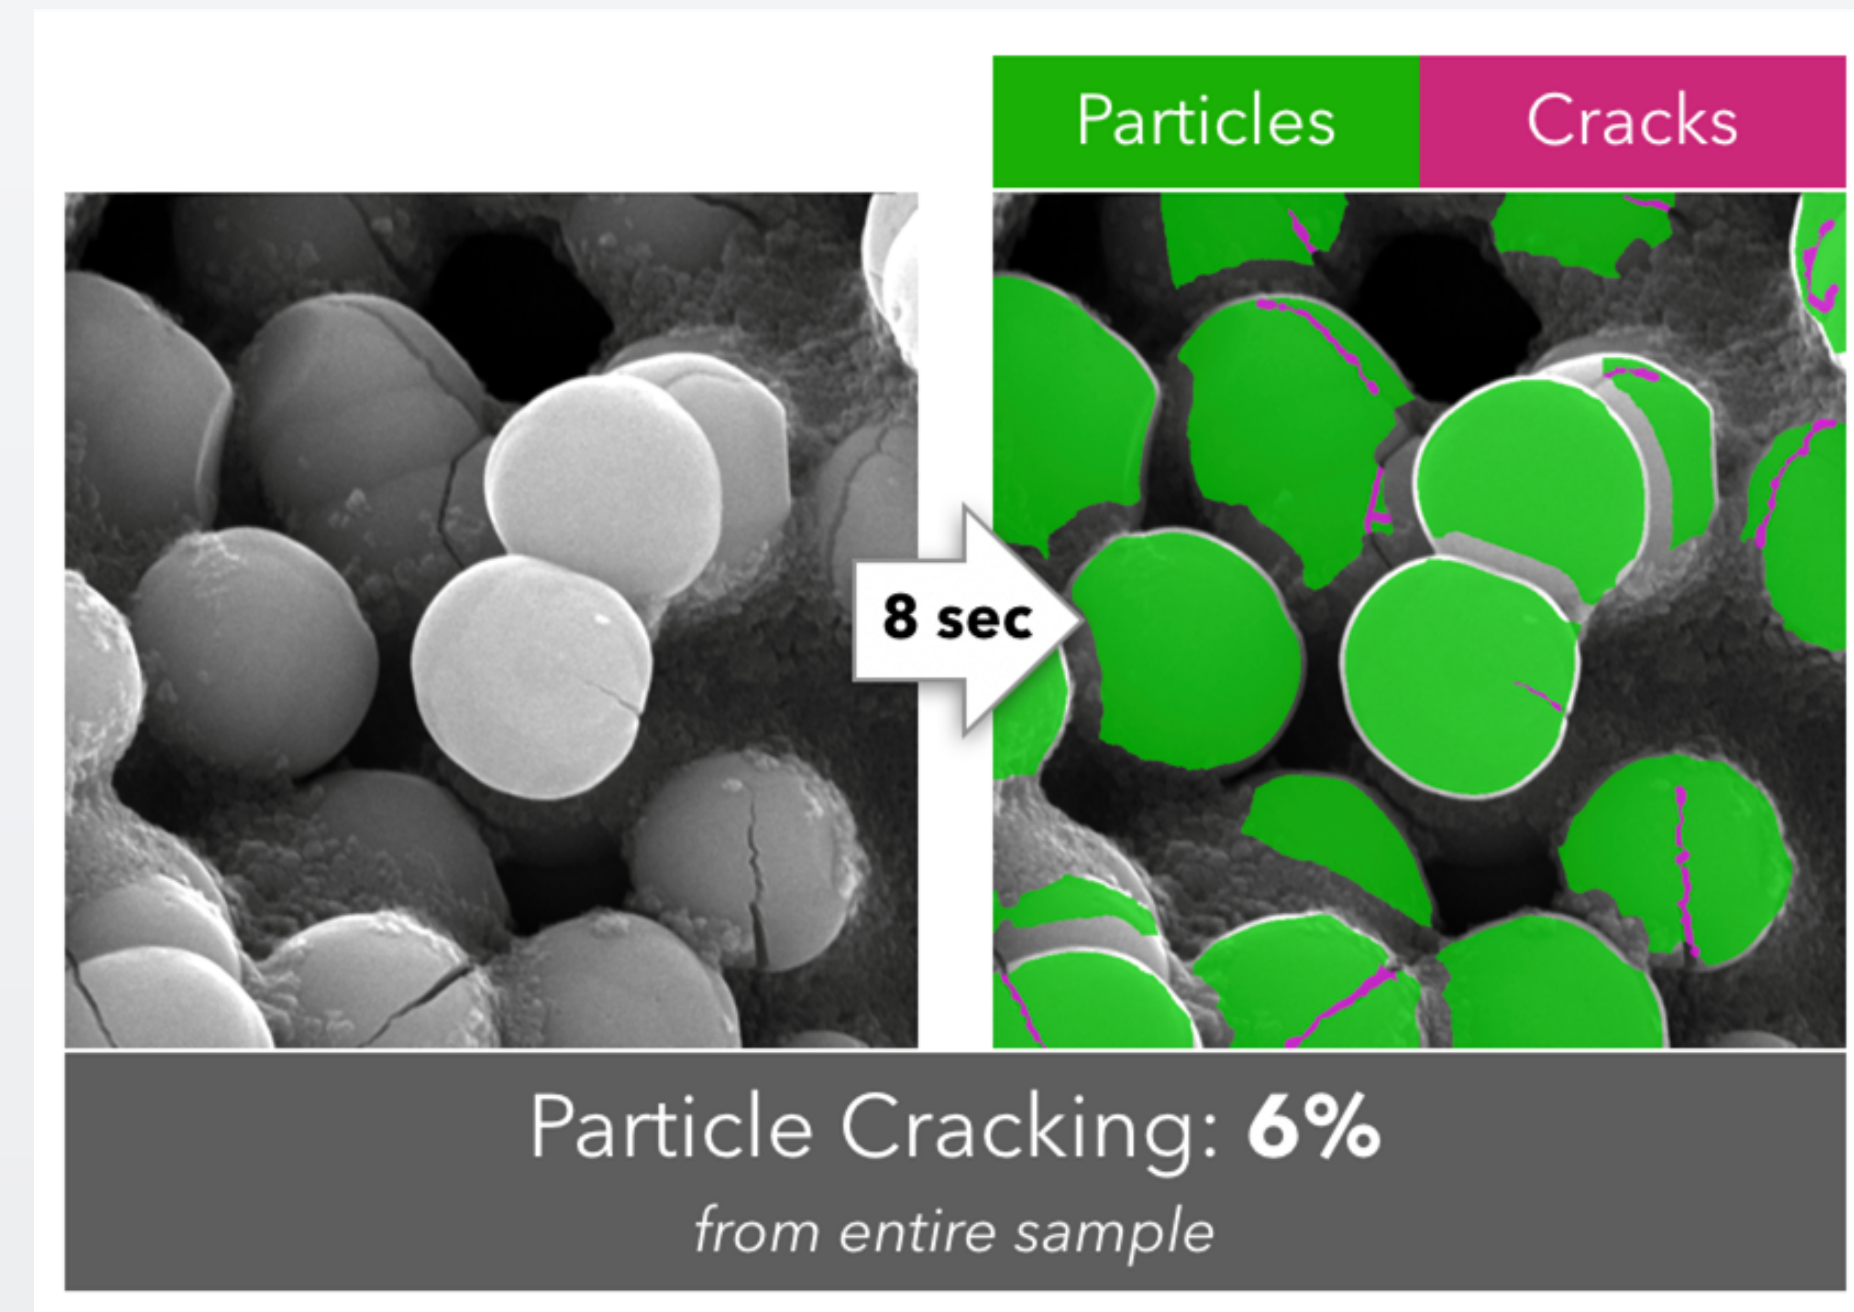 Particles
Cracks
8 sec
Particle Cracking: 6%
from entire sample